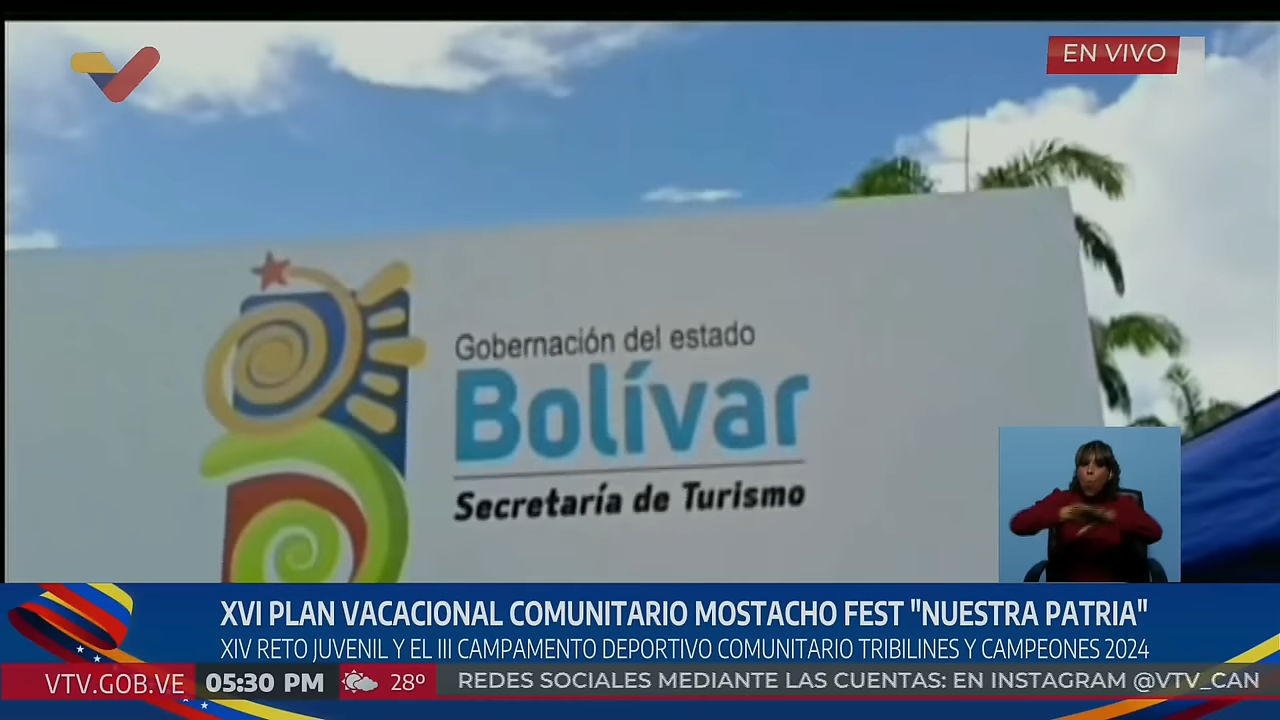 EN VIVO
Gobernación del estado
Bolívar
Secretaría de Turismo
XVI PLAN VACACIONAL COMUNITARIO MOSTACHO FEST "NUESTRA PATRIA"
XIV RETO JUVENIL Y EL III CAMPAMENTO DEPORTIVO COMUNITARIO TRIBILINES Y CAMPEONES 2024
VTV.GOB.VE 05:30 PM 28° REDES SOCIALES MEDIANTE LAS CUENTAS: EN INSTAGRAM @VTV_CAN